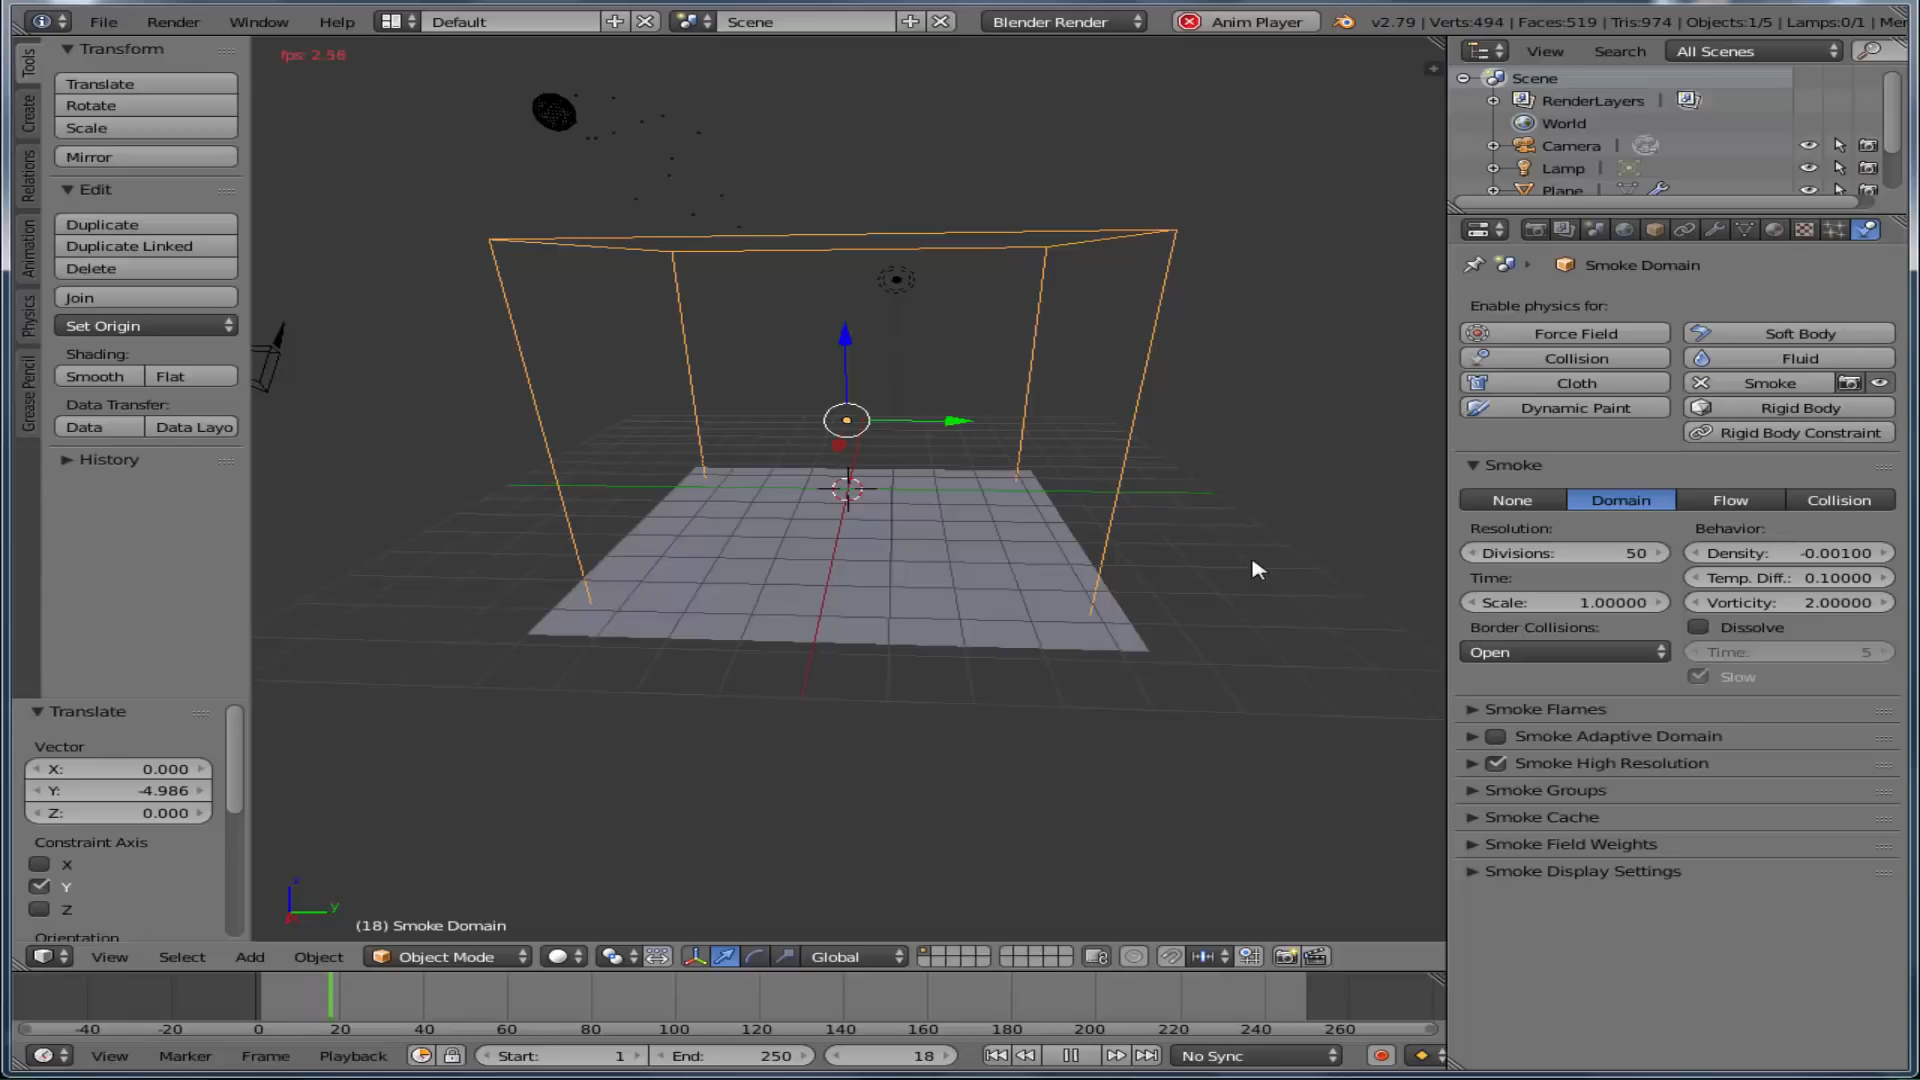 File Render Window Help Default Scene Blender Render Anim Player v2.79 | Verts:494 | Faces:519 | Tris:974 | Objects:1/5 | Lamps:0/1 |
fps: 2.56
Tools
Create
Relations
Animation
Physics
Grease Pencil
Transform
Translate
Rotate
Scale
Mirror
Edit
Duplicate
Duplicate Linked
Delete
Join
Set Origin
Shading:
Smooth Flat
Data Transfer:
Data Data Layo
History
Translate
Vector
X: 0.000
Y: -4.986
Z: 0.000
Constraint Axis
X
Y
Z
Orientation
z
y
(18) Smoke Domain
View Select Add Object Object Mode Global
-40 -20 0 20 40 60 80 100 120 140 160 180 200 220 240 260
View Marker Frame Playback Start: 1 End: 250 18 No Sync
View Search All Scenes
Scene
RenderLayers
World
Camera
Lamp
Plane
Smoke Domain
Enable physics for:
Force Field Soft Body
Collision Fluid
Cloth Smoke
Dynamic Paint Rigid Body
Rigid Body Constraint
Smoke
None Domain Flow Collision
Resolution: Behavior:
Divisions: 50 Density: -0.00100
Time: Temp. Diff.: 0.10000
Scale: 1.00000 Vorticity: 2.00000
Border Collisions: Dissolve
Open Time: 5
Slow
Smoke Flames
Smoke Adaptive Domain
Smoke High Resolution
Smoke Groups
Smoke Cache
Smoke Field Weights
Smoke Display Settings